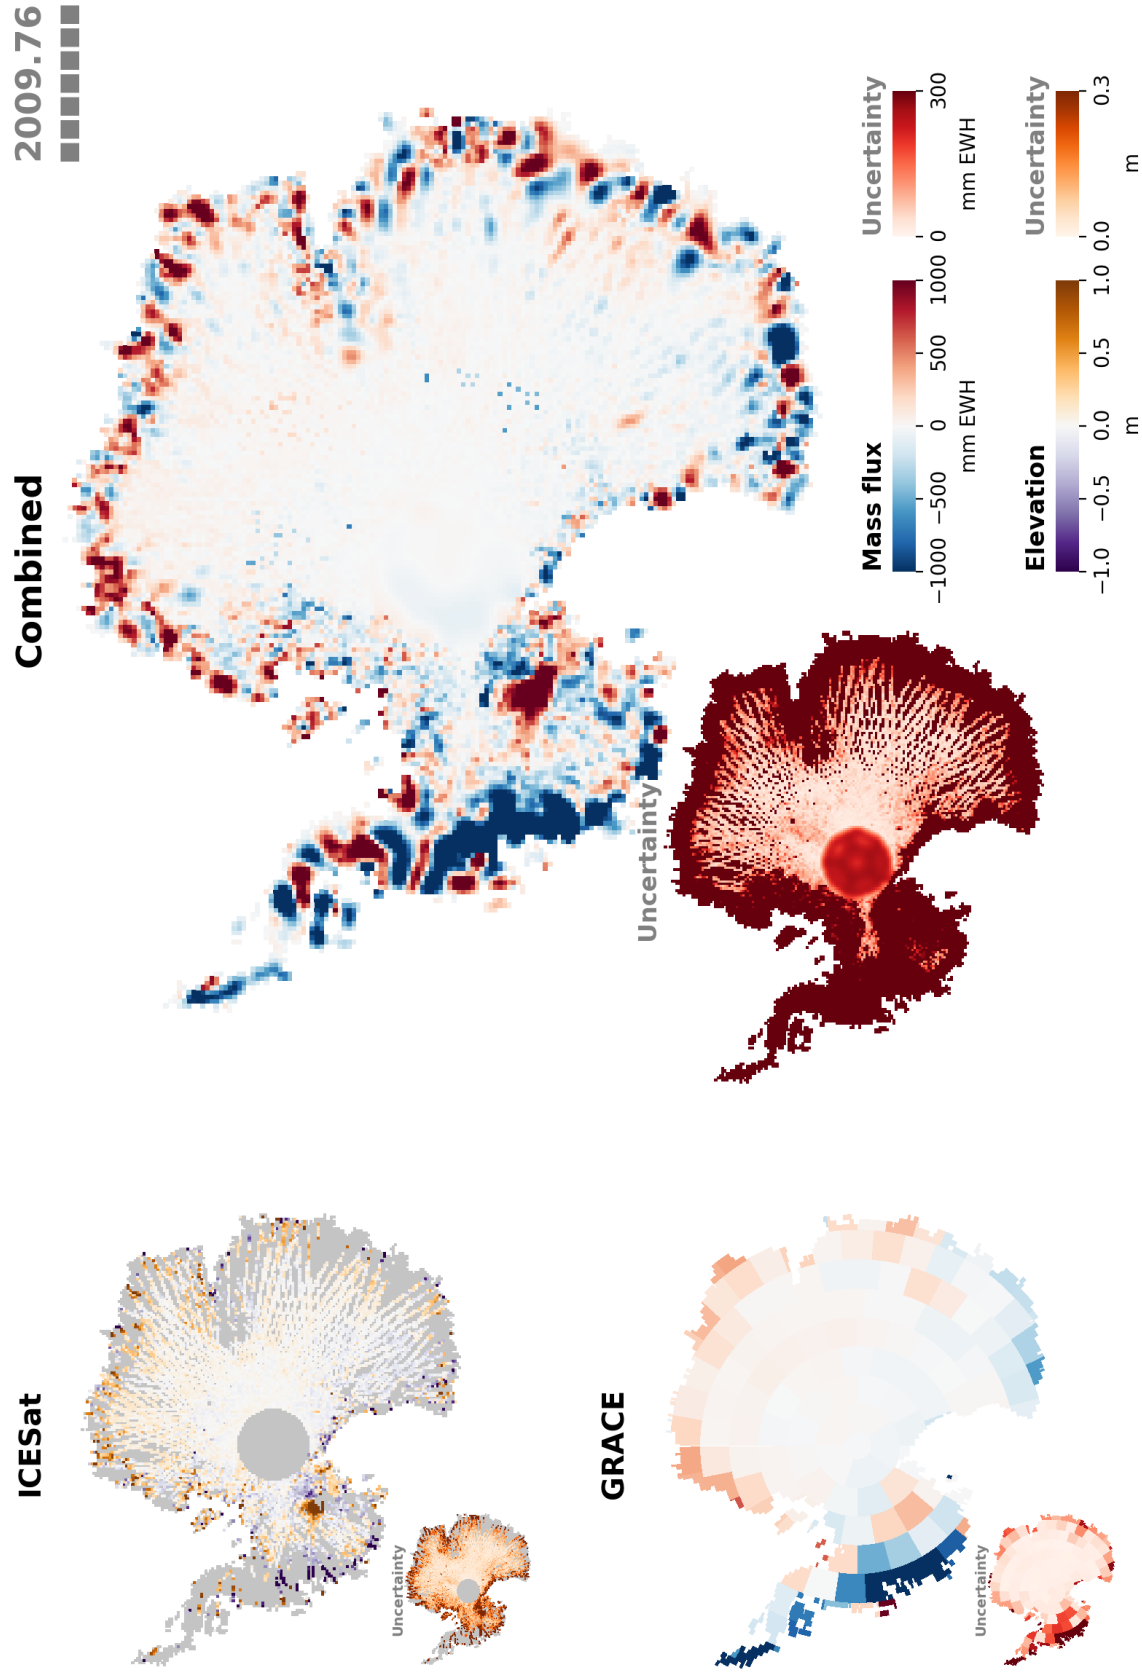 2009.76
ICESat
Uncertainty
GRACE
Uncertainty
Combined
Uncertainty
Mass flux
−1000 −500 0 500 1000
mm EWH
Uncertainty
0 300
mm EWH
Elevation
−1.0 −0.5 0.0 0.5 1.0
m
Uncertainty
0.0 0.3
m